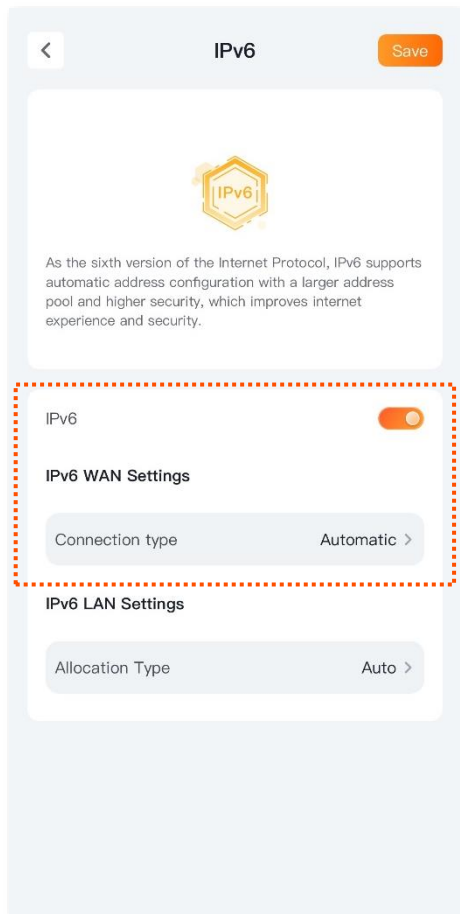 IPv6
Save
IPv6
As the sixth version of the Internet Protocol, IPv6 supports
automatic address configuration with a larger address
pool and higher security, which improves internet
experience and security.
IPv6
IPv6 WAN Settings
Connection type Automatic
IPv6 LAN Settings
Allocation Type Auto